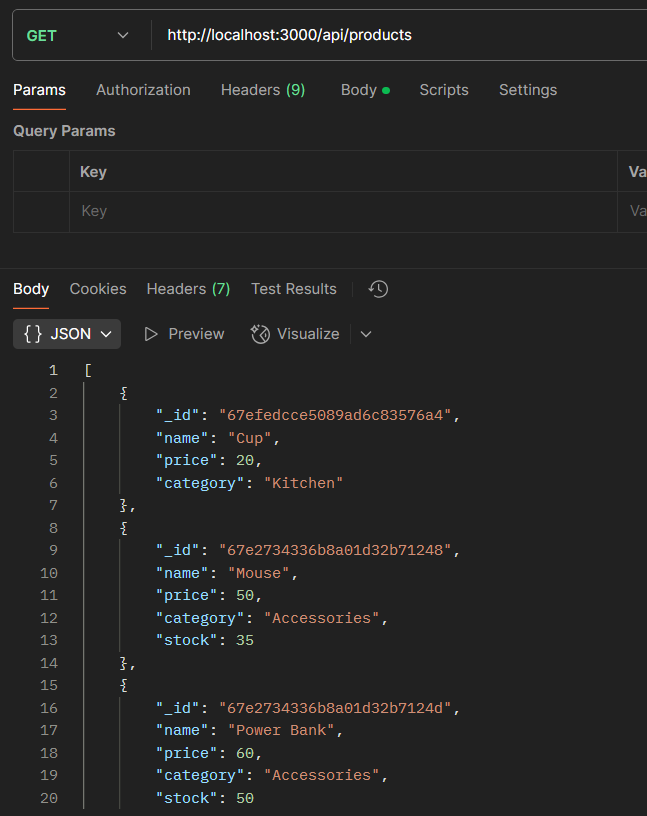 GET http://localhost:3000/api/products
Params Authorization Headers (9) Body Scripts Settings
Query Params
Key Va
Key Va
Body Cookies Headers (7) Test Results
{} JSON Preview Visualize
1 [
2 {
3 "_id": "67efedcce5089ad6c83576a4",
4 "name": "Cup",
5 "price": 20,
6 "category": "Kitchen"
7 },
8 {
9 "_id": "67e2734336b8a01d32b71248",
10 "name": "Mouse",
11 "price": 50,
12 "category": "Accessories",
13 "stock": 35
14 },
15 {
16 "_id": "67e2734336b8a01d32b7124d",
17 "name": "Power Bank",
18 "price": 60,
19 "category": "Accessories",
20 "stock": 50